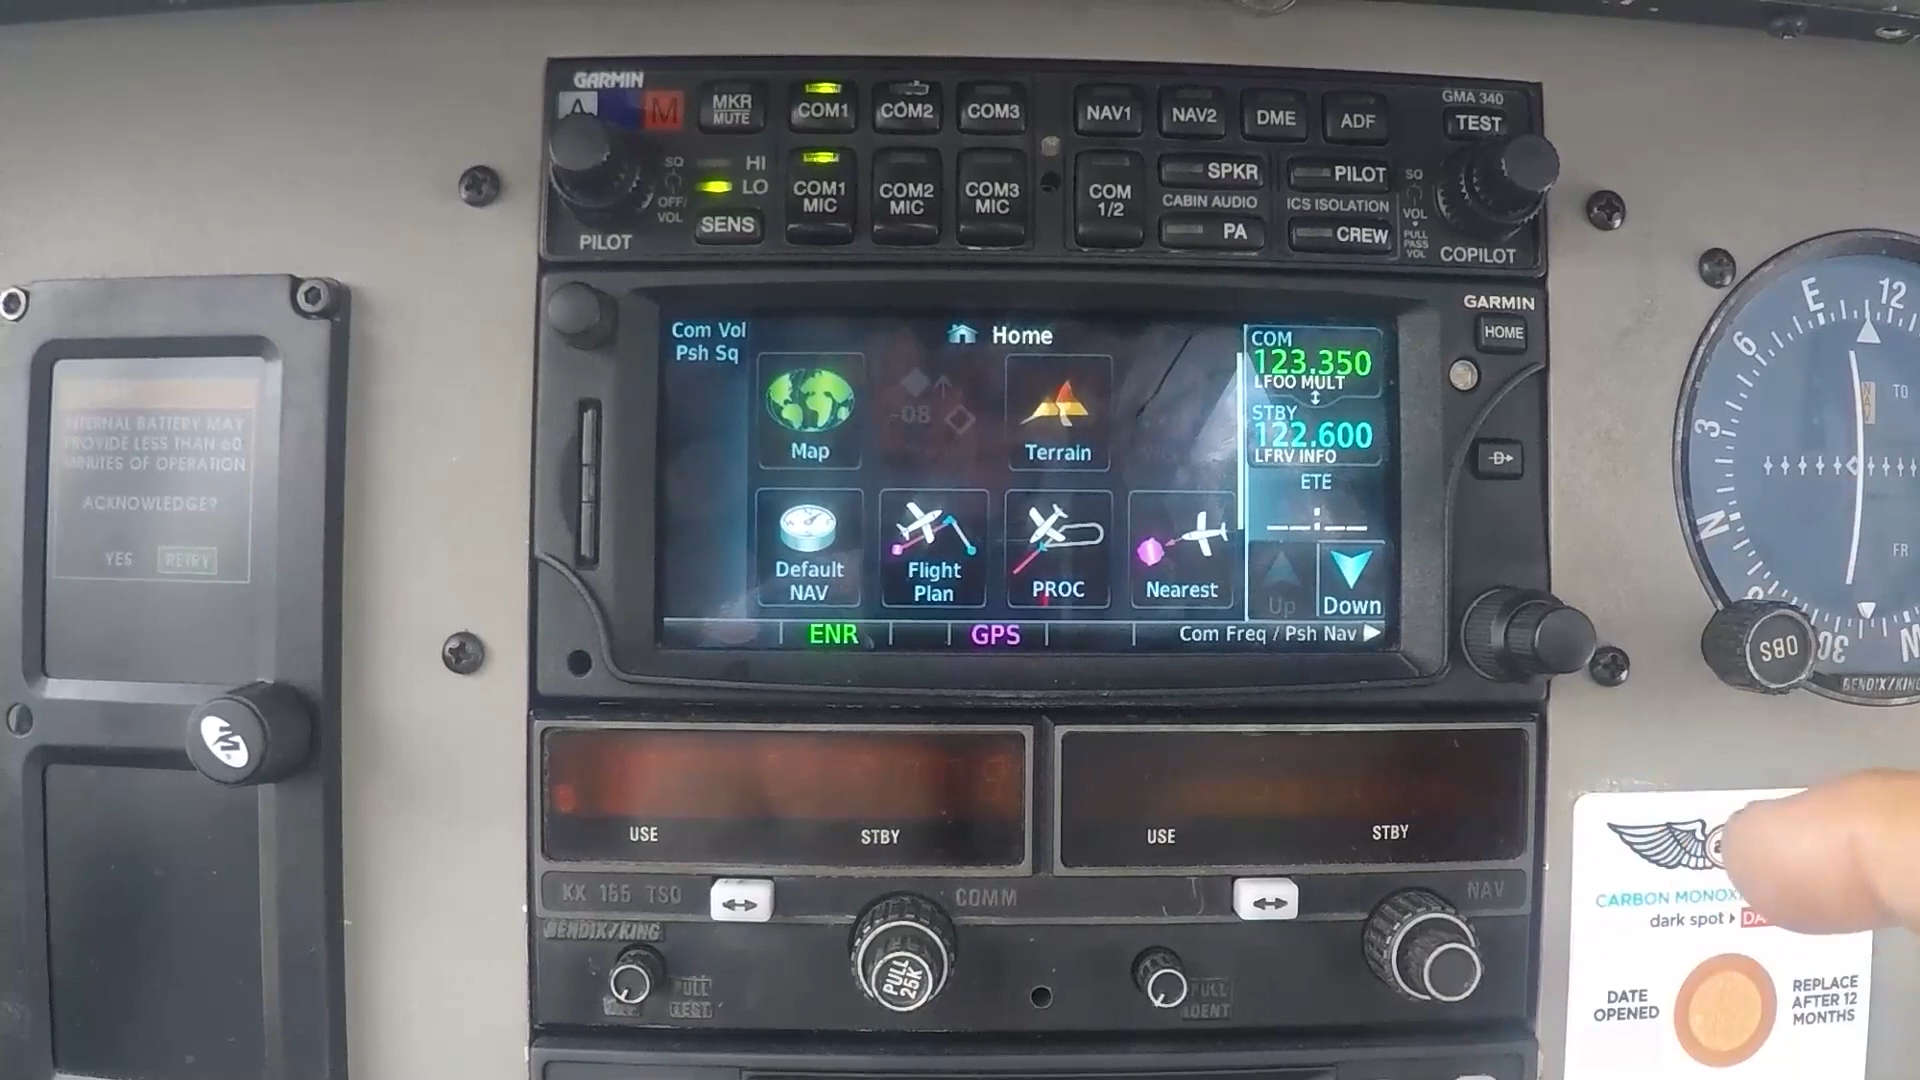 GARMIN
A M
MKR
MUTE
COM1
COM2
COM3
NAV1
NAV2
DME
ADF
GMA 340
TEST
SQ
OFF/
VOL
HI
LO
SENS
PILOT
COM1
MIC
COM2
MIC
COM3
MIC
COM
1/2
SPKR
CABIN AUDIO
PA
PILOT
ICS ISOLATION
CREW
SQ
VOL
PULL
PASS
VOL
COPILOT
INTERNAL BATTERY MAY
PROVIDE LESS THAN 60
MINUTES OF OPERATION
ACKNOWLEDGE?
YES RETRY
GARMIN
HOME
Com Vol
Psh Sq
Home
Map
-08
Terrain
Default
NAV
Flight
Plan
PROC
Nearest
COM
123.350
LFOO MULT
STBY
122.600
LFRV INFO
ETE
__:__
Up
Down
ENR
GPS
Com Freq / Psh Nav
D
3
6
E
12
N
30
TO
NAV
FR
OBS
BENDIX/KING
USE
STBY
USE
STBY
KX 155 TSO
COMM
NAV
BENDIX/KING
PULL
TEST
PULL
25K
PULL
IDENT
CARBON MONOX
dark spot
DATE
OPENED
REPLACE
AFTER 12
MONTHS